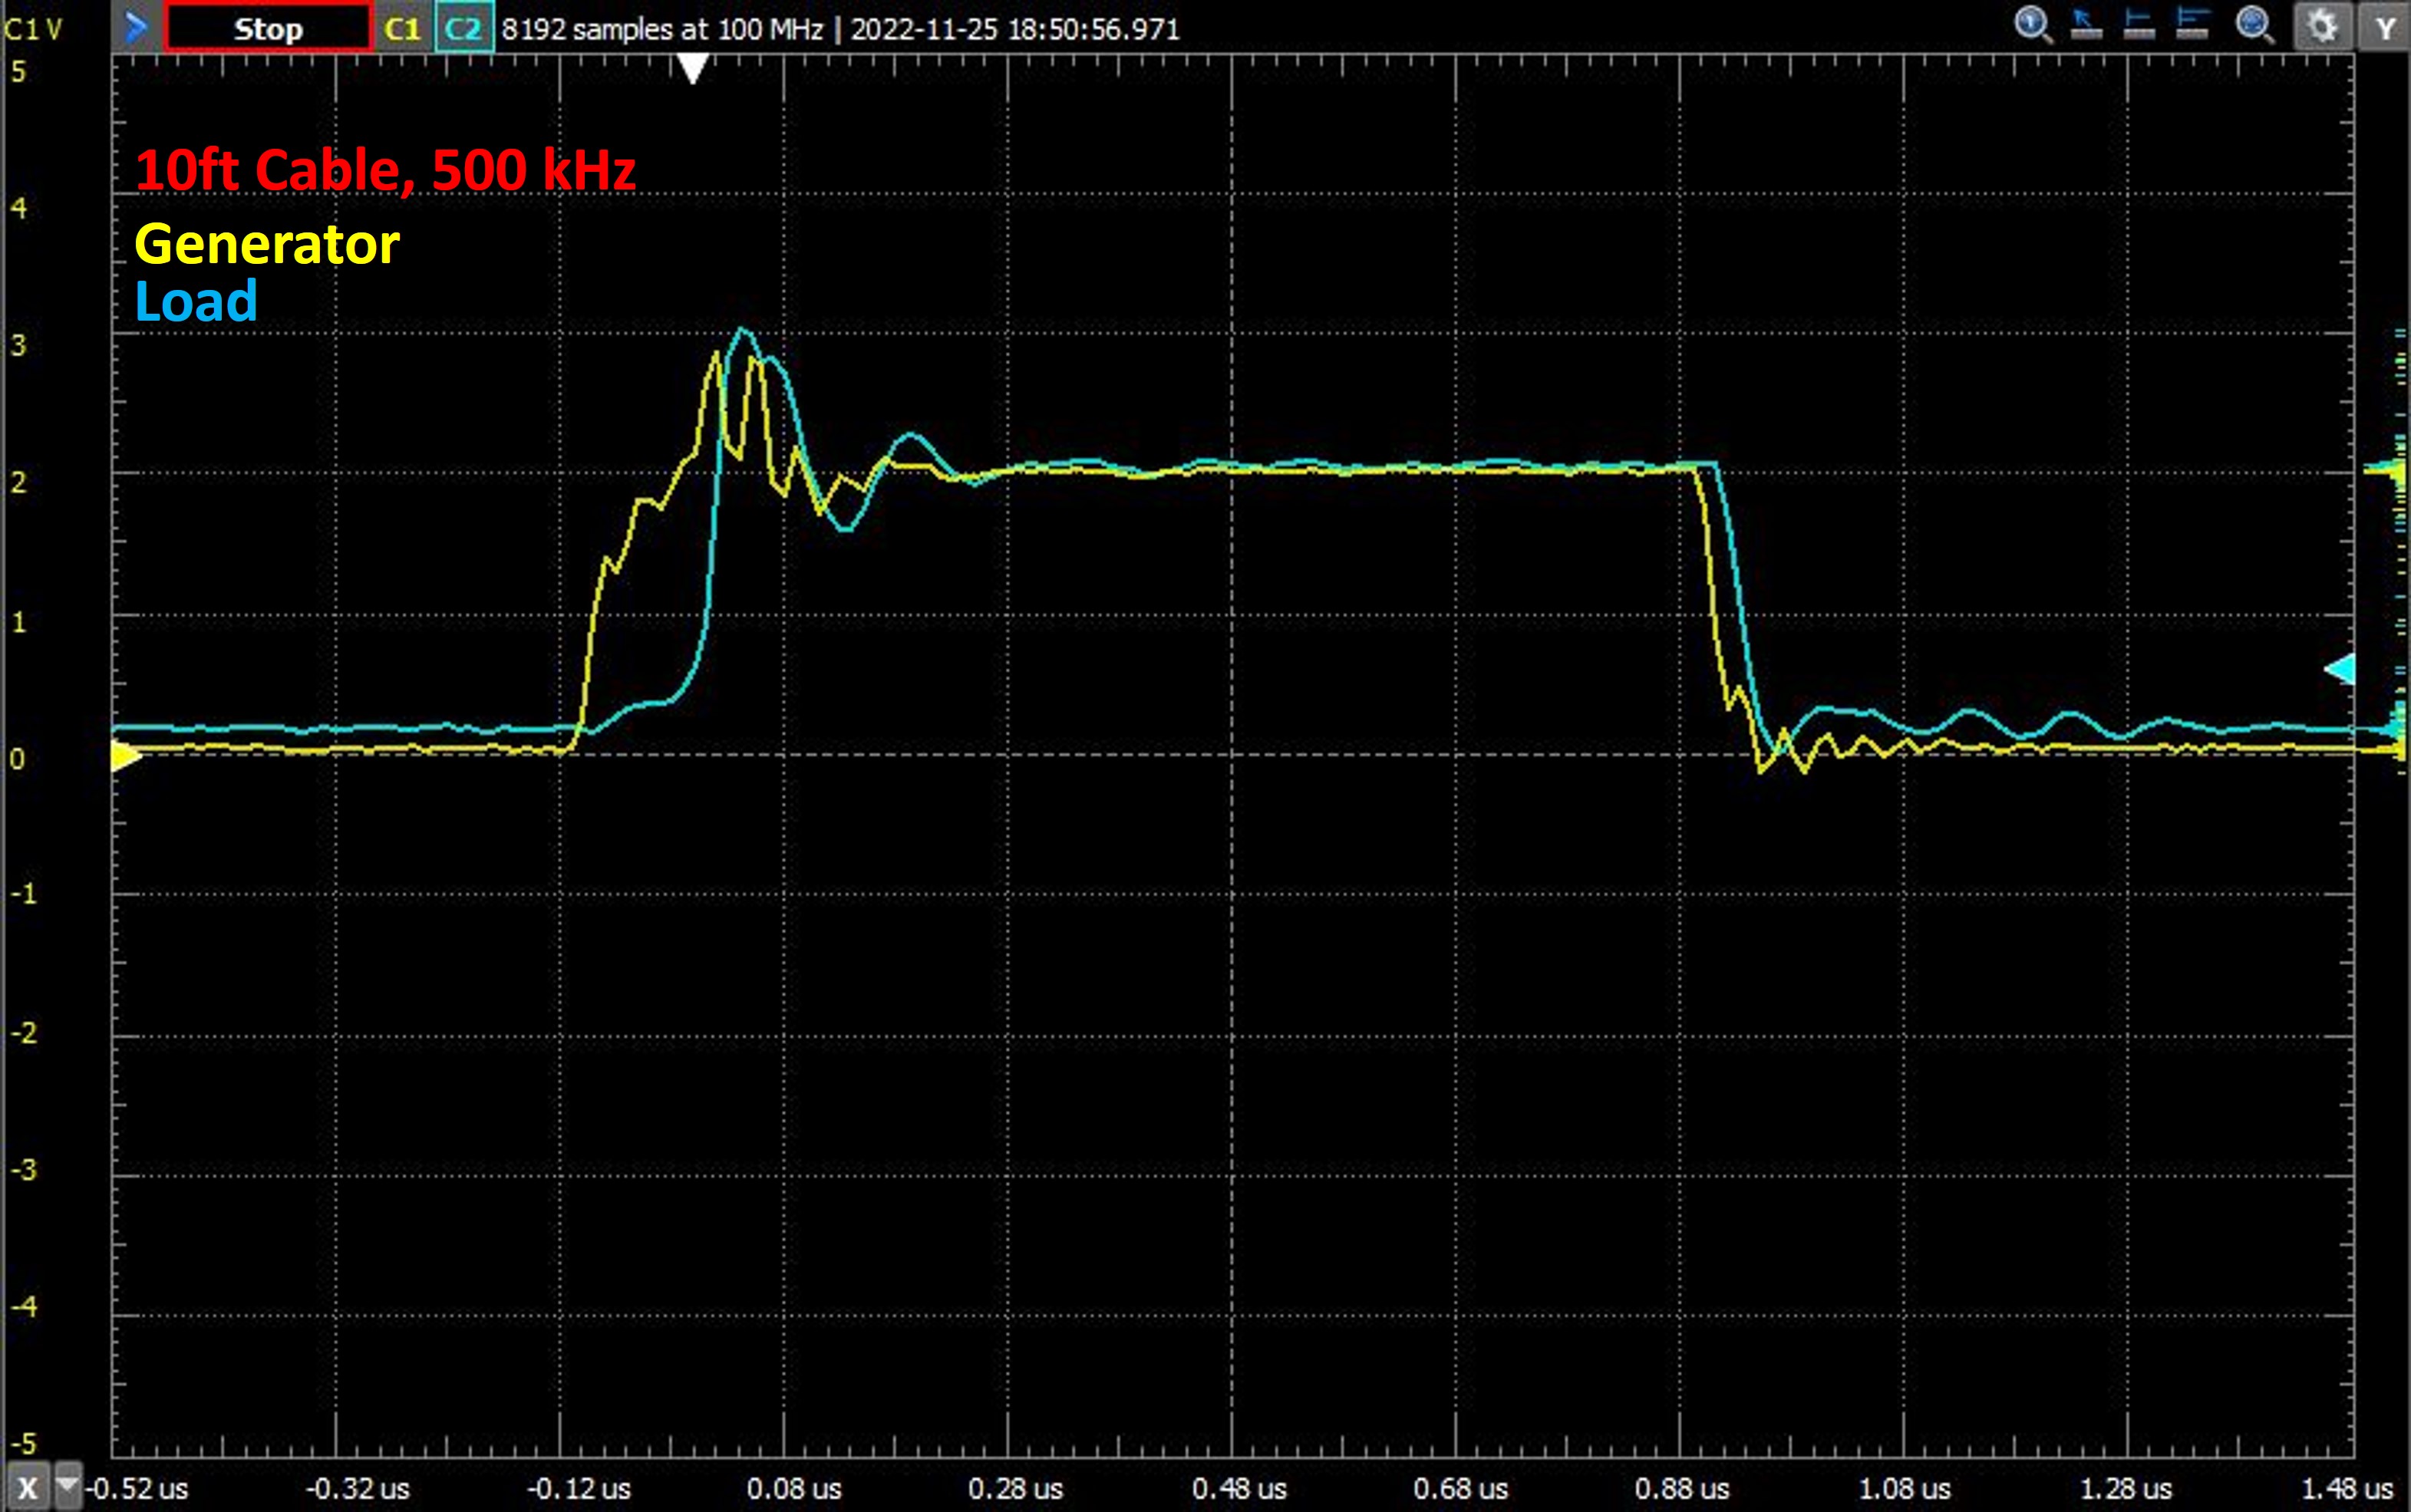 C1 V Stop C1 C2 8192 samples at 100 MHz | 2022-11-25 18:50:56.971 Y
5
10ft Cable, 500 kHz
4
Generator
Load
3
2
1
0
-1
-2
-3
-4
-5
X -0.52 us -0.32 us -0.12 us 0.08 us 0.28 us 0.48 us 0.68 us 0.88 us 1.08 us 1.28 us 1.48 us